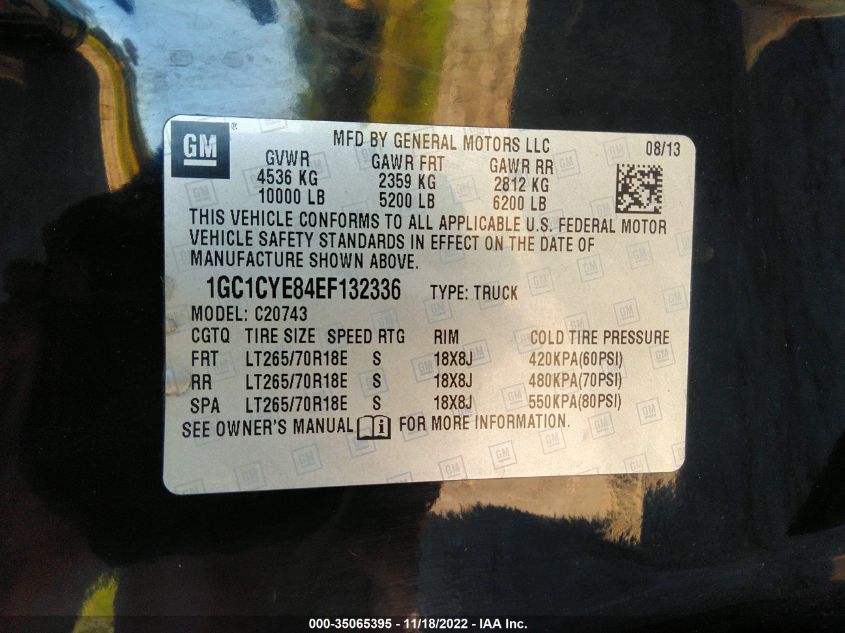 GM ® MFD BY GENERAL MOTORS LLC 08/13
GVWR GAWR FRT GAWR RR
4536 KG 2359 KG 2812 KG
10000 LB 5200 LB 6200 LB
THIS VEHICLE CONFORMS TO ALL APPLICABLE U.S. FEDERAL MOTOR
VEHICLE SAFETY STANDARDS IN EFFECT ON THE DATE OF
MANUFACTURE SHOWN ABOVE.
1GC1CYE84EF132336 TYPE: TRUCK
MODEL: C20743
CGTQ TIRE SIZE SPEED RTG RIM COLD TIRE PRESSURE
FRT LT265/70R18E S 18X8J 420KPA(60PSI)
RR LT265/70R18E S 18X8J 480KPA(70PSI)
SPA LT265/70R18E S 18X8J 550KPA(80PSI)
SEE OWNER'S MANUAL i FOR MORE INFORMATION.
000-35065395 - 11/18/2022 - IAA Inc.